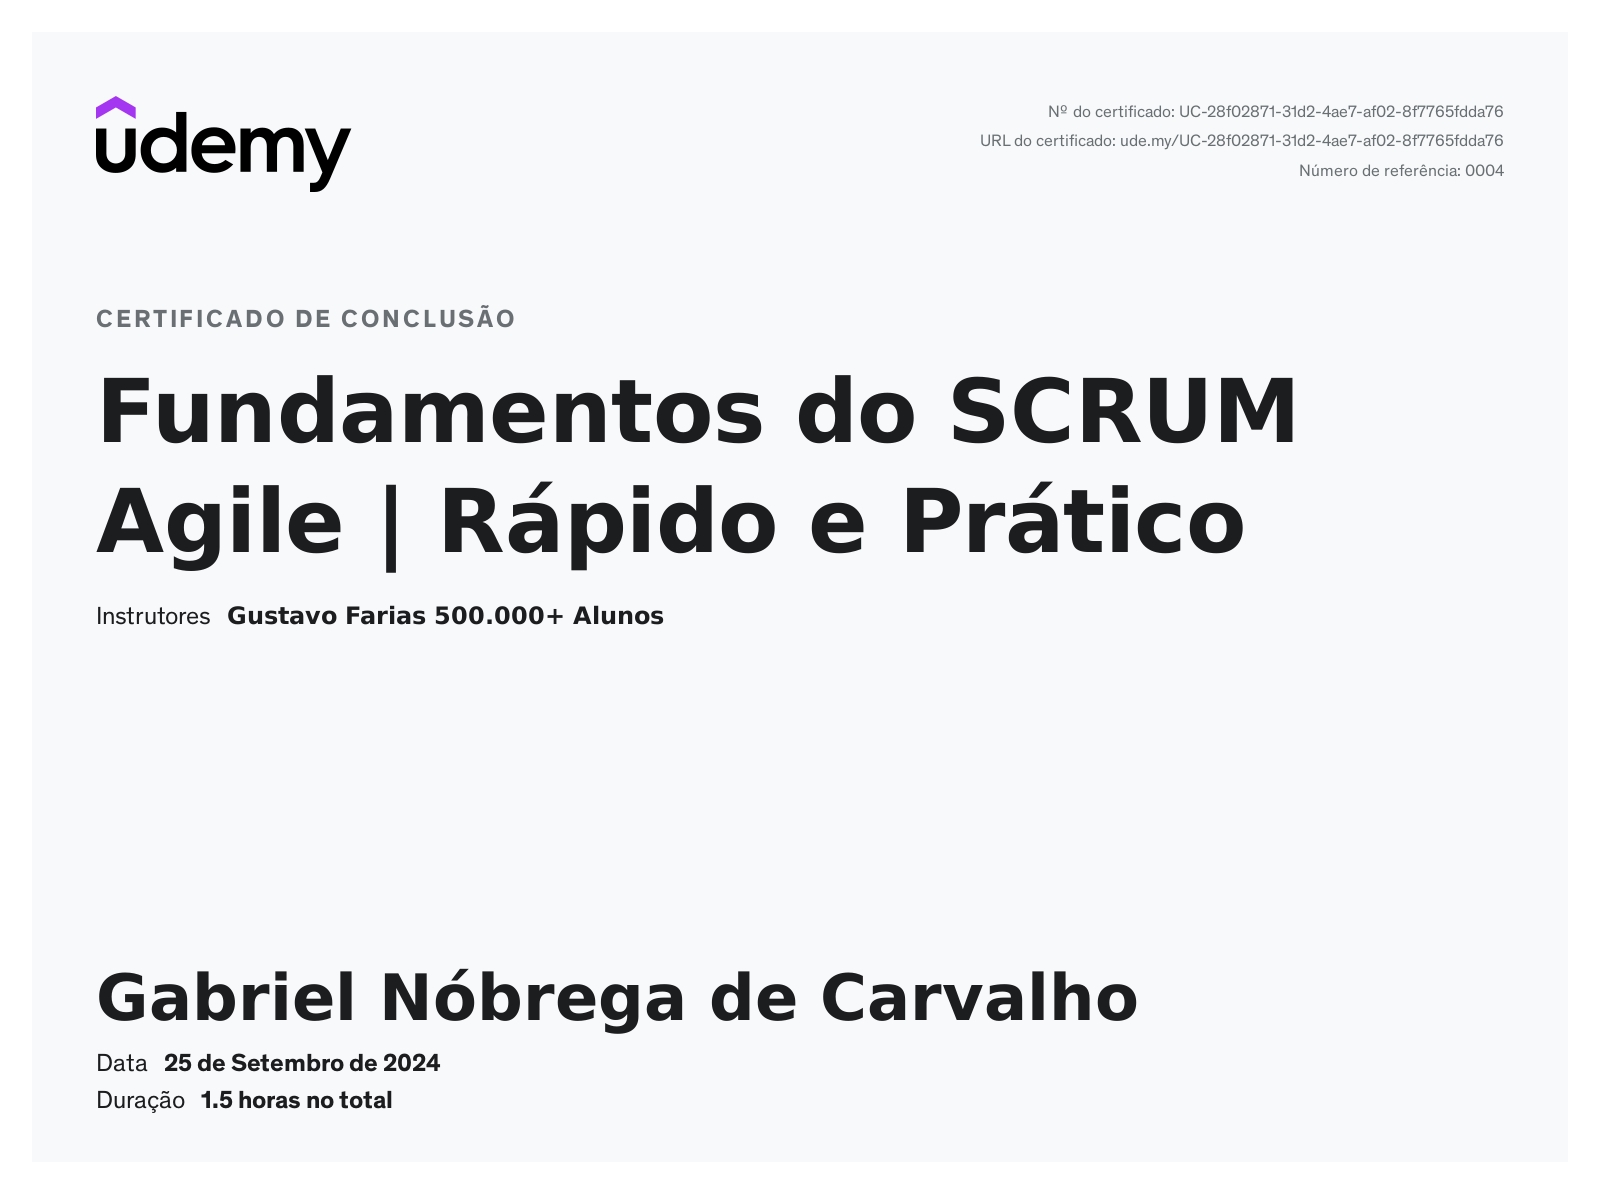 udemy
Nº do certificado: UC-28f02871-31d2-4ae7-af02-8f7765fdda76
URL do certificado: ude.my/UC-28f02871-31d2-4ae7-af02-8f7765fdda76
Número de referência: 0004
CERTIFICADO DE CONCLUSÃO
Fundamentos do SCRUM
Agile | Rápido e Prático
Instrutores Gustavo Farias 500.000+ Alunos
Gabriel Nóbrega de Carvalho
Data 25 de Setembro de 2024
Duração 1.5 horas no total